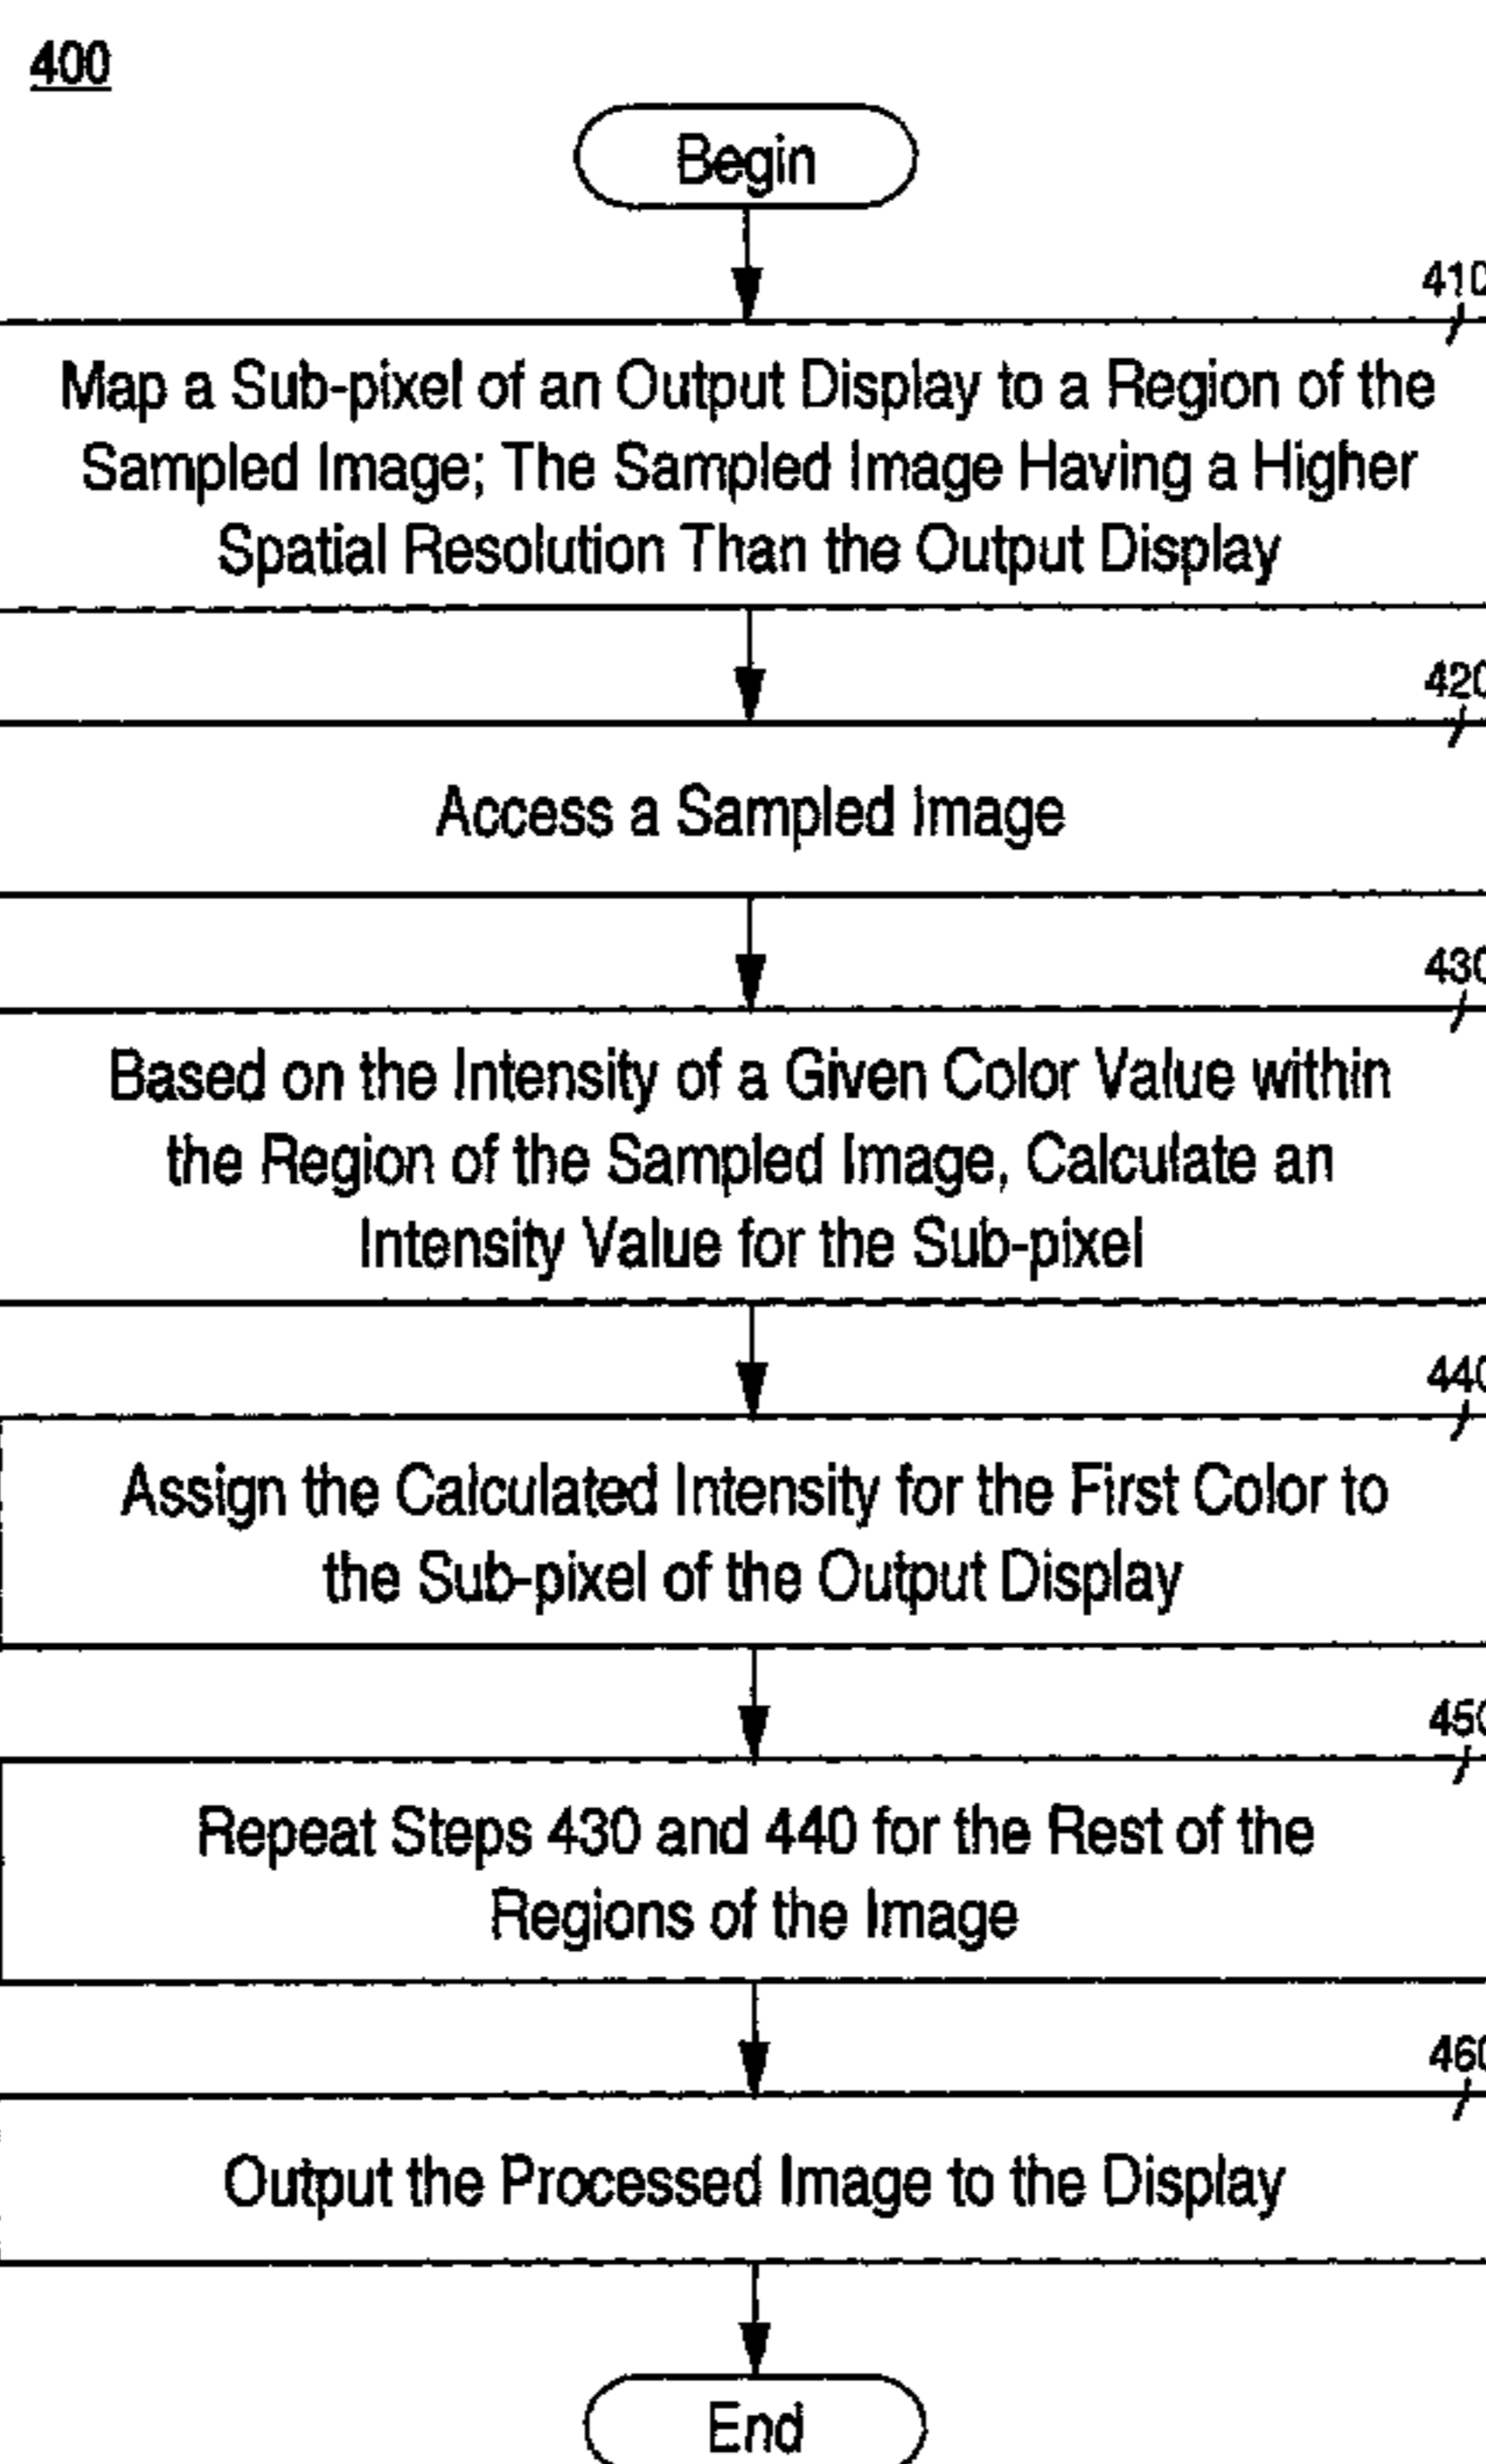 400
Begin
410
Map a Sub-pixel of an Output Display to a Region of the
Sampled Image; The Sampled Image Having a Higher
Spatial Resolution Than the Output Display
420
Access a Sampled Image
430
Based on the Intensity of a Given Color Value within
the Region of the Sampled Image, Calculate an
Intensity Value for the Sub-pixel
440
Assign the Calculated Intensity for the First Color to
the Sub-pixel of the Output Display
450
Repeat Steps 430 and 440 for the Rest of the
Regions of the Image
460
Output the Processed Image to the Display
End